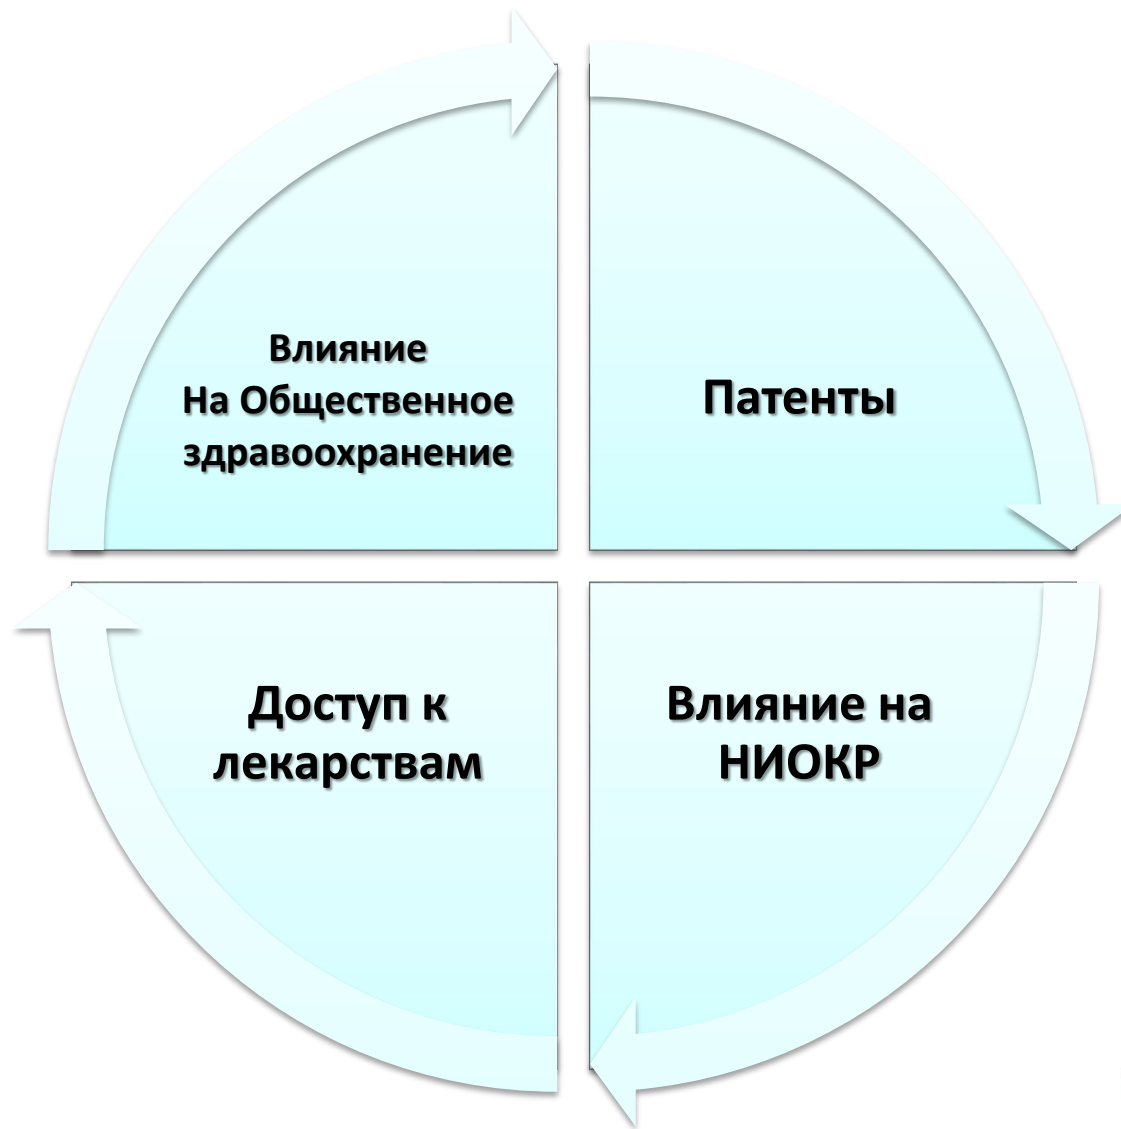 Влияние
На Общественное
здравоохранение
Патенты
Доступ к
лекарствам
Влияние на
НИОКР